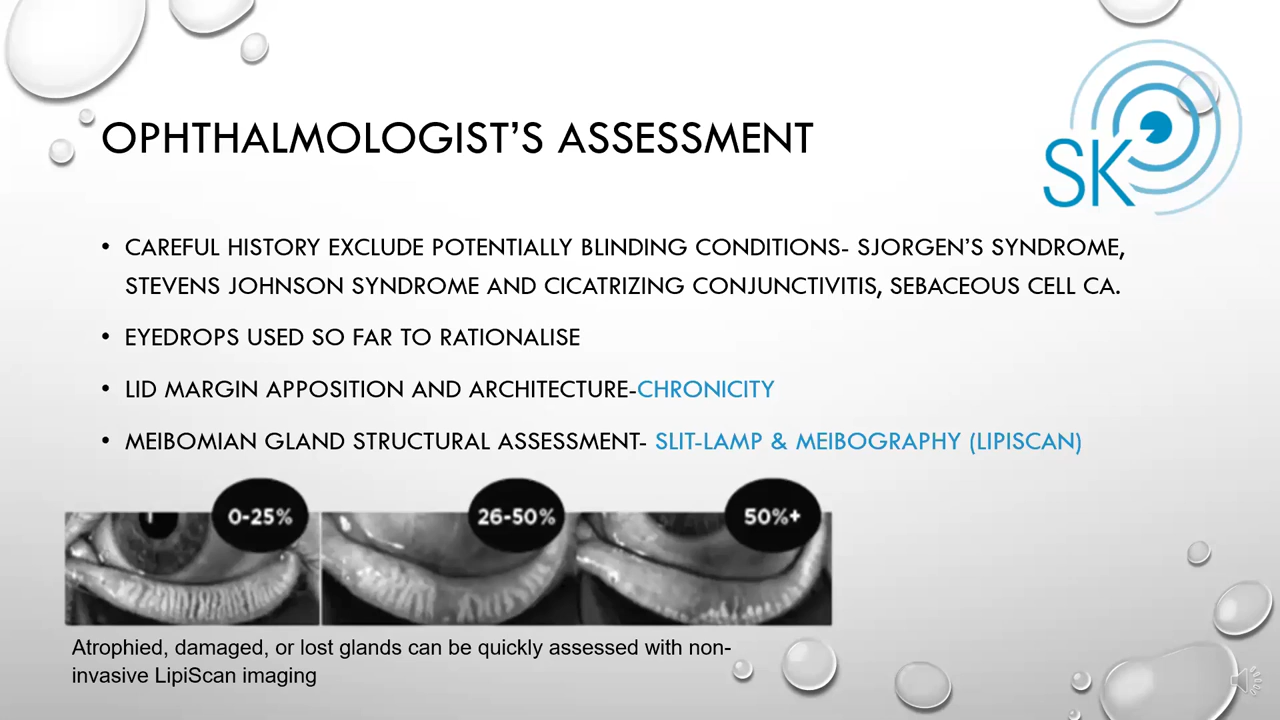 OPHTHALMOLOGIST’S ASSESSMENT
SK
• CAREFUL HISTORY EXCLUDE POTENTIALLY BLINDING CONDITIONS- SJORGEN’S SYNDROME,
STEVENS JOHNSON SYNDROME AND CICATRIZING CONJUNCTIVITIS, SEBACEOUS CELL CA.
• EYEDROPS USED SO FAR TO RATIONALISE
• LID MARGIN APPOSITION AND ARCHITECTURE-CHRONICITY
• MEIBOMIAN GLAND STRUCTURAL ASSESSMENT- SLIT-LAMP & MEIBOGRAPHY (LIPISCAN)
0-25% 26-50% 50%+
Atrophied, damaged, or lost glands can be quickly assessed with non-
invasive LipiScan imaging